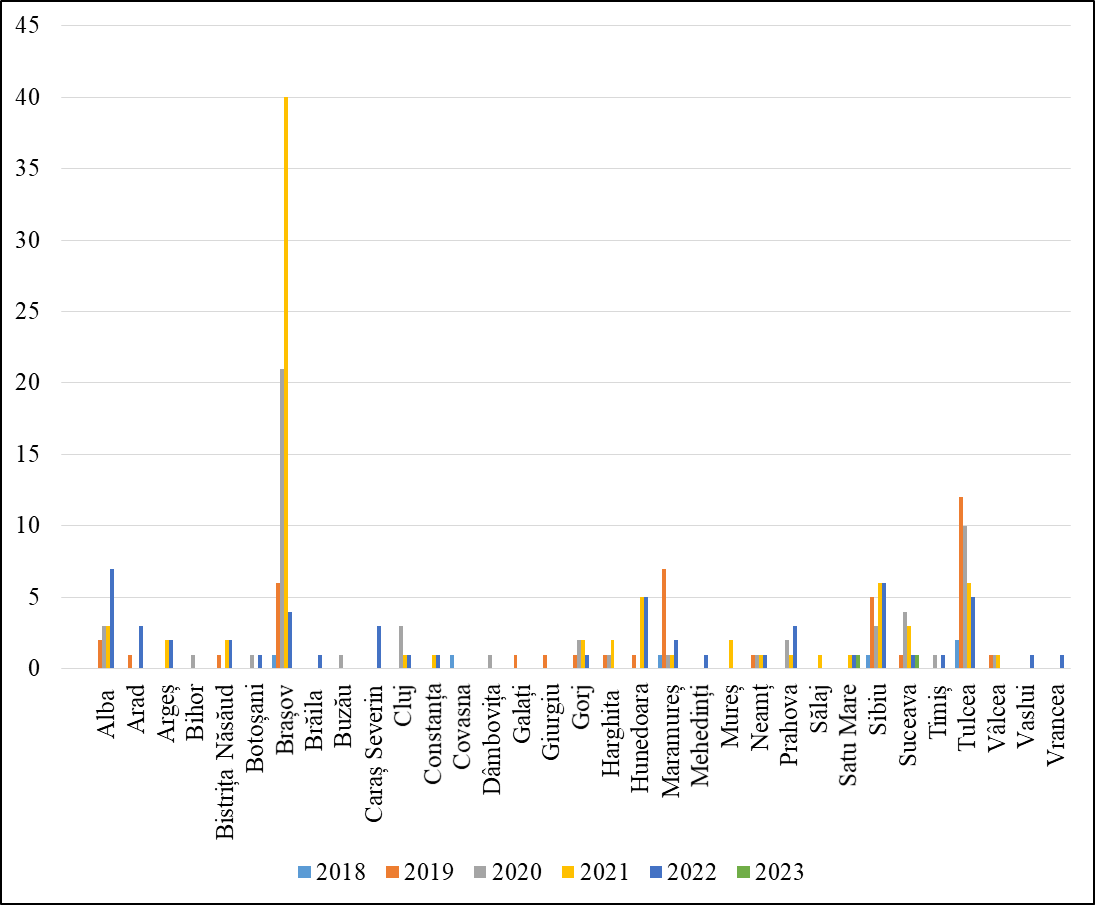 45
40
35
30
25
20
15
10
5
0
Alba
Arad
Argeș
Bihor
Bistrița Năsăud
Botoșani
Brașov
Brăila
Buzău
Caraș Severin
Cluj
Constanța
Covasna
Dâmbovița
Galați
Giurgiu
Gorj
Harghita
Hunedoara
Maramureș
Mehedinți
Mureș
Neamț
Prahova
Sălaj
Satu Mare
Sibiu
Suceava
Timiș
Tulcea
Vâlcea
Vaslui
Vrancea
2018 2019 2020 2021 2022 2023